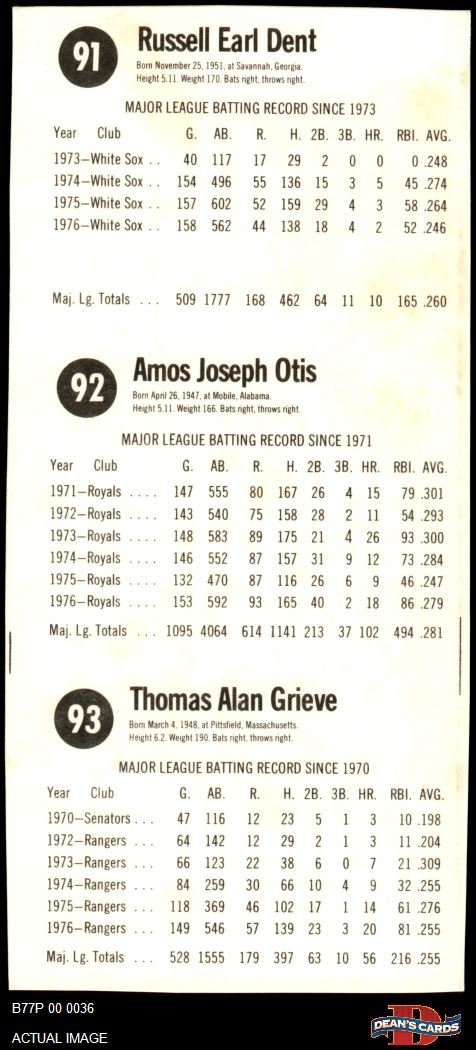 91
Russell Earl Dent
Born November 25, 1951, at Savannah, Georgia.
Height 5.11. Weight 170. Bats right, throws right.
MAJOR LEAGUE BATTING RECORD SINCE 1973
Year Club G. AB. R. H. 2B. 3B. HR. RBI. AVG.
1973—White Sox . . 40 117 17 29 2 0 0 0 .248
1974—White Sox . . 154 496 55 136 15 3 5 45 .274
1975—White Sox . . 157 602 52 159 29 4 3 58 .264
1976—White Sox . . 158 562 44 138 18 4 2 52 .246
Maj. Lg. Totals . . . 509 1777 168 462 64 11 10 165 .260
92
Amos Joseph Otis
Born April 26, 1947, at Mobile, Alabama.
Height 5.11. Weight 166. Bats right, throws right.
MAJOR LEAGUE BATTING RECORD SINCE 1971
Year Club G. AB. R. H. 2B. 3B. HR. RBI. AVG.
1971—Royals . . . . 147 555 80 167 26 4 15 79 .301
1972—Royals . . . . 143 540 75 158 28 2 11 54 .293
1973—Royals . . . . 148 583 89 175 21 4 26 93 .300
1974—Royals . . . . 146 552 87 157 31 9 12 73 .284
1975—Royals . . . . 132 470 87 116 26 6 9 46 .247
1976—Royals . . . . 153 592 93 165 40 2 18 86 .279
Maj. Lg. Totals . . . 1095 4064 614 1141 213 37 102 494 .281
93
Thomas Alan Grieve
Born March 4, 1948, at Pittsfield, Massachusetts.
Height 6.2. Weight 190. Bats right, throws right.
MAJOR LEAGUE BATTING RECORD SINCE 1970
Year Club G. AB. R. H. 2B. 3B. HR. RBI. AVG.
1970—Senators . . . 47 116 12 23 5 1 3 10 .198
1972—Rangers . . . 64 142 12 29 2 1 3 11 .204
1973—Rangers . . . 66 123 22 38 6 0 7 21 .309
1974—Rangers . . . 84 259 30 66 10 4 9 32 .255
1975—Rangers . . . 118 369 46 102 17 1 14 61 .276
1976—Rangers . . . 149 546 57 139 23 3 20 81 .255
Maj. Lg. Totals . . . 528 1555 179 397 63 10 56 216 .255
B77P 00 0036
ACTUAL IMAGE
D
DEAN'S CARDS